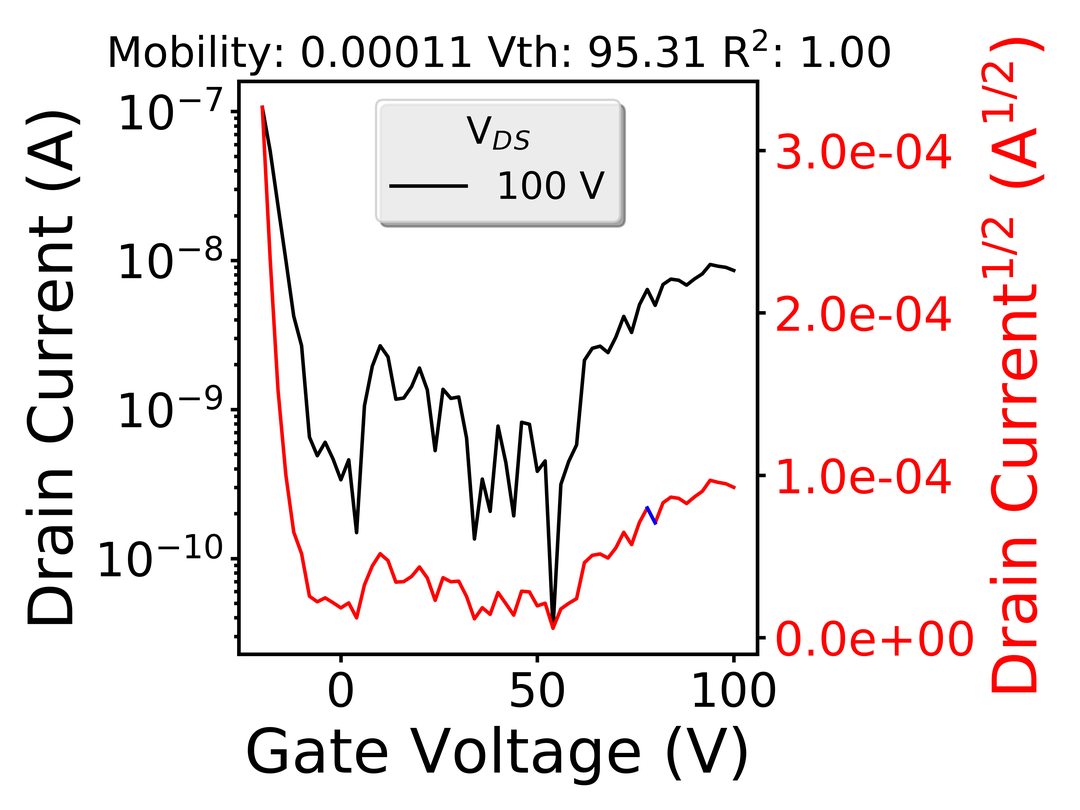 Mobility: 0.00011 Vth: 95.31 R²: 1.00
V_DS
100 V
10⁻⁷
10⁻⁸
10⁻⁹
10⁻¹⁰
Drain Current (A)
3.0e-04
2.0e-04
1.0e-04
0.0e+00
Drain Current^1/2 (A^1/2)
0
50
100
Gate Voltage (V)